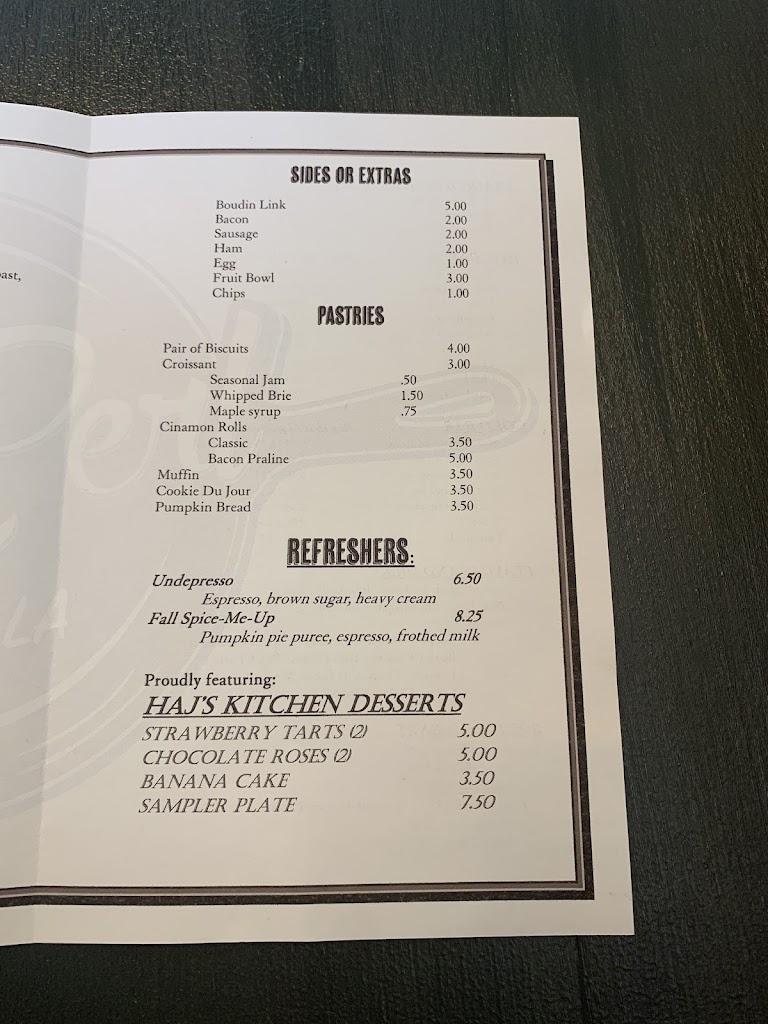 ast,
SIDES OR EXTRAS
Boudin Link 5.00
Bacon 2.00
Sausage 2.00
Ham 2.00
Egg 1.00
Fruit Bowl 3.00
Chips 1.00
PASTRIES
Pair of Biscuits 4.00
Croissant 3.00
Seasonal Jam .50
Whipped Brie 1.50
Maple syrup .75
Cinamon Rolls
Classic 3.50
Bacon Praline 5.00
Muffin 3.50
Cookie Du Jour 3.50
Pumpkin Bread 3.50
REFRESHERS:
Undepresso 6.50
Espresso, brown sugar, heavy cream
Fall Spice-Me-Up 8.25
Pumpkin pie puree, espresso, frothed milk
Proudly featuring:
HAJ'S KITCHEN DESSERTS
STRAWBERRY TARTS (2) 5.00
CHOCOLATE ROSES (2) 5.00
BANANA CAKE 3.50
SAMPLER PLATE 7.50